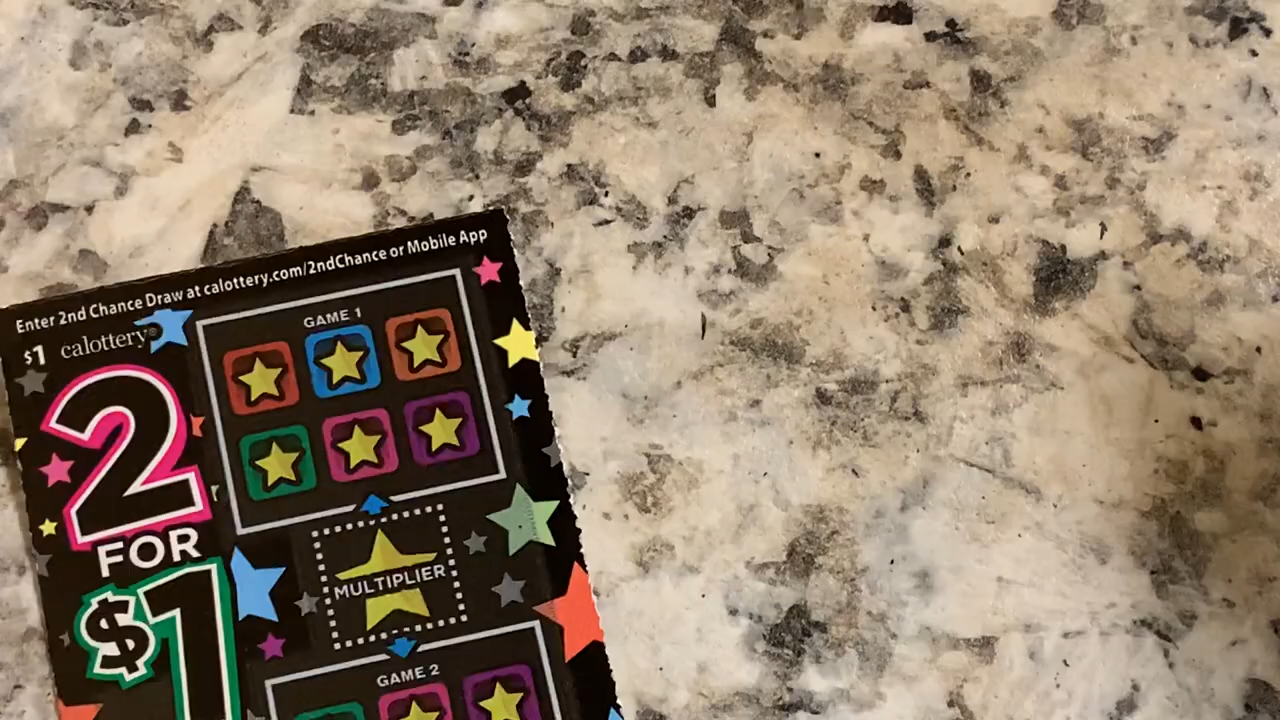 Enter 2nd Chance Draw at calottery.com/2ndChance or Mobile App
$1 calottery®
GAME 1
2
FOR
$1
MULTIPLIER
GAME 2